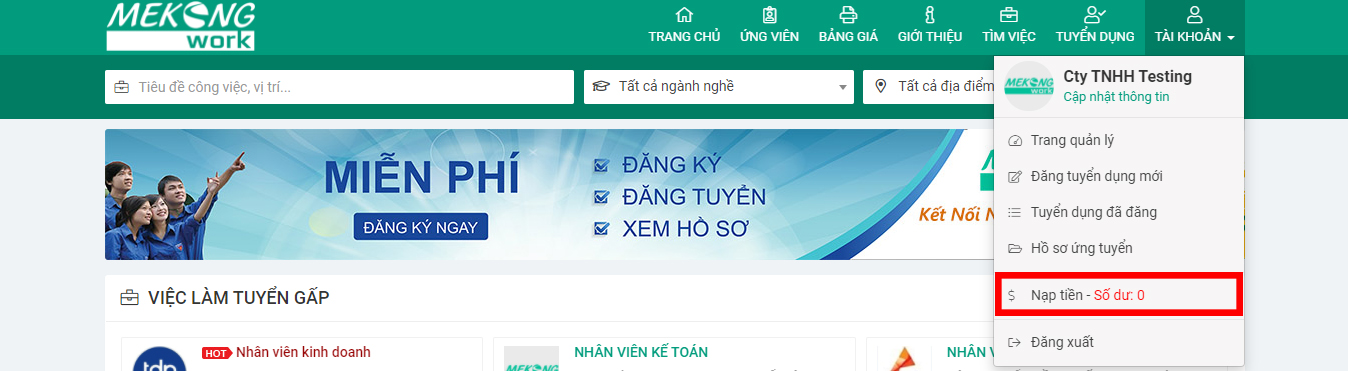 MEKONG
work
TRANG CHỦ
ỨNG VIÊN
BẢNG GIÁ
GIỚI THIỆU
TÌM VIỆC
TUYỂN DỤNG
TÀI KHOẢN
Tiêu đề công việc, vị trí...
Tất cả ngành nghề
Tất cả địa điểm
MEKONG
work
Cty TNHH Testing
Cập nhật thông tin
Trang quản lý
Đăng tuyển dụng mới
Tuyển dụng đã đăng
Hồ sơ ứng tuyển
$ Nạp tiền - Số dư: 0
Đăng xuất
MIỄN PHÍ
ĐĂNG KÝ NGAY
ĐĂNG KÝ
ĐĂNG TUYỂN
XEM HỒ SƠ
Kết Nối
VIỆC LÀM TUYỂN GẤP
tdp
HOT Nhân viên kinh doanh
MEKONG
NHÂN VIÊN KẾ TOÁN
NHÂN